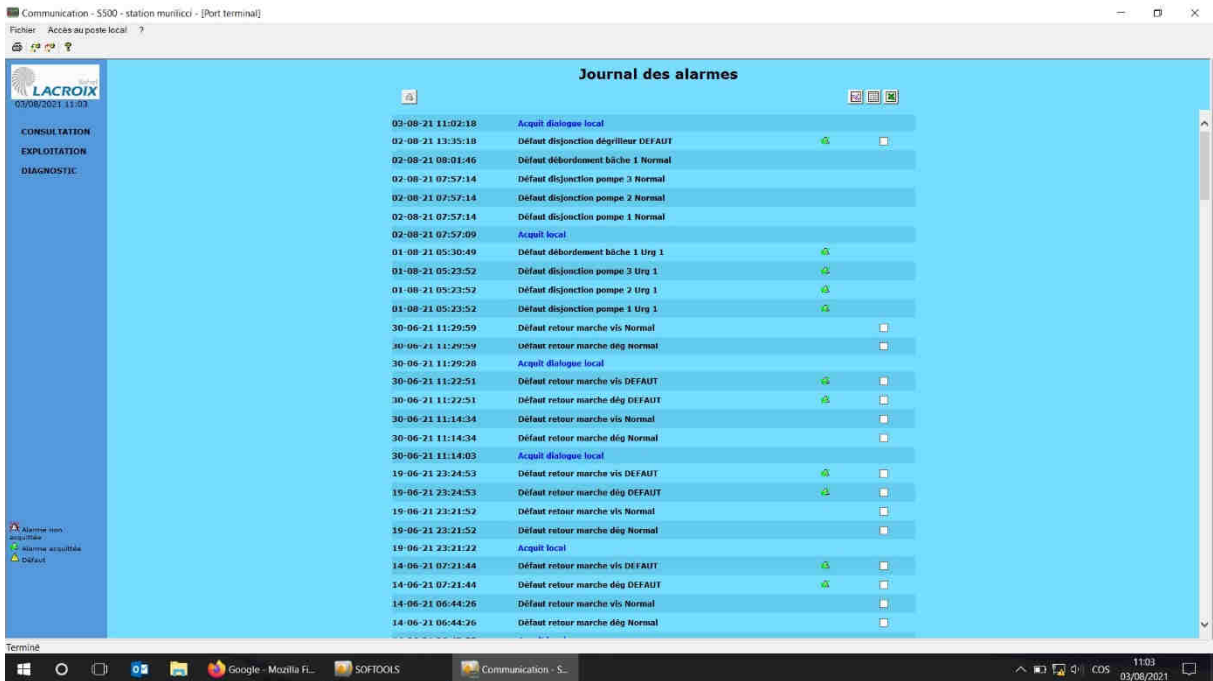 Communication - S500 - station murilicci - [Port terminal]
Fichier Accès au poste local ?
Sofrel
LACROIX
03/08/2021 11:03
CONSULTATION
EXPLOITATION
DIAGNOSTIC
Journal des alarmes
03-08-21 11:02:18 Acquit dialogue local
02-08-21 13:35:18 Défaut disjonction dégrilleur DEFAUT
02-08-21 08:01:46 Défaut débordement bâche 1 Normal
02-08-21 07:57:14 Défaut disjonction pompe 3 Normal
02-08-21 07:57:14 Défaut disjonction pompe 2 Normal
02-08-21 07:57:14 Défaut disjonction pompe 1 Normal
02-08-21 07:57:09 Acquit local
01-08-21 05:30:49 Défaut débordement bâche 1 Urg 1
01-08-21 05:23:52 Défaut disjonction pompe 3 Urg 1
01-08-21 05:23:52 Défaut disjonction pompe 2 Urg 1
01-08-21 05:23:52 Défaut disjonction pompe 1 Urg 1
30-06-21 11:29:59 Défaut retour marche vis Normal
30-06-21 11:29:59 Défaut retour marche dég Normal
30-06-21 11:29:28 Acquit dialogue local
30-06-21 11:22:51 Défaut retour marche vis DEFAUT
30-06-21 11:22:51 Défaut retour marche dég DEFAUT
30-06-21 11:14:34 Défaut retour marche vis Normal
30-06-21 11:14:34 Défaut retour marche dég Normal
30-06-21 11:14:03 Acquit dialogue local
19-06-21 23:24:53 Défaut retour marche vis DEFAUT
19-06-21 23:24:53 Défaut retour marche dég DEFAUT
19-06-21 23:21:52 Défaut retour marche vis Normal
19-06-21 23:21:52 Défaut retour marche dég Normal
19-06-21 23:21:22 Acquit local
14-06-21 07:21:44 Défaut retour marche vis DEFAUT
14-06-21 07:21:44 Défaut retour marche dég DEFAUT
14-06-21 06:44:26 Défaut retour marche vis Normal
14-06-21 06:44:26 Défaut retour marche dég Normal
Alarme non
acquittée
Alarme acquittée
Défaut
Terminé
Google - Mozilla Fi...
SOFTOOLS
Communication - S...
COS
11:03
03/08/2021